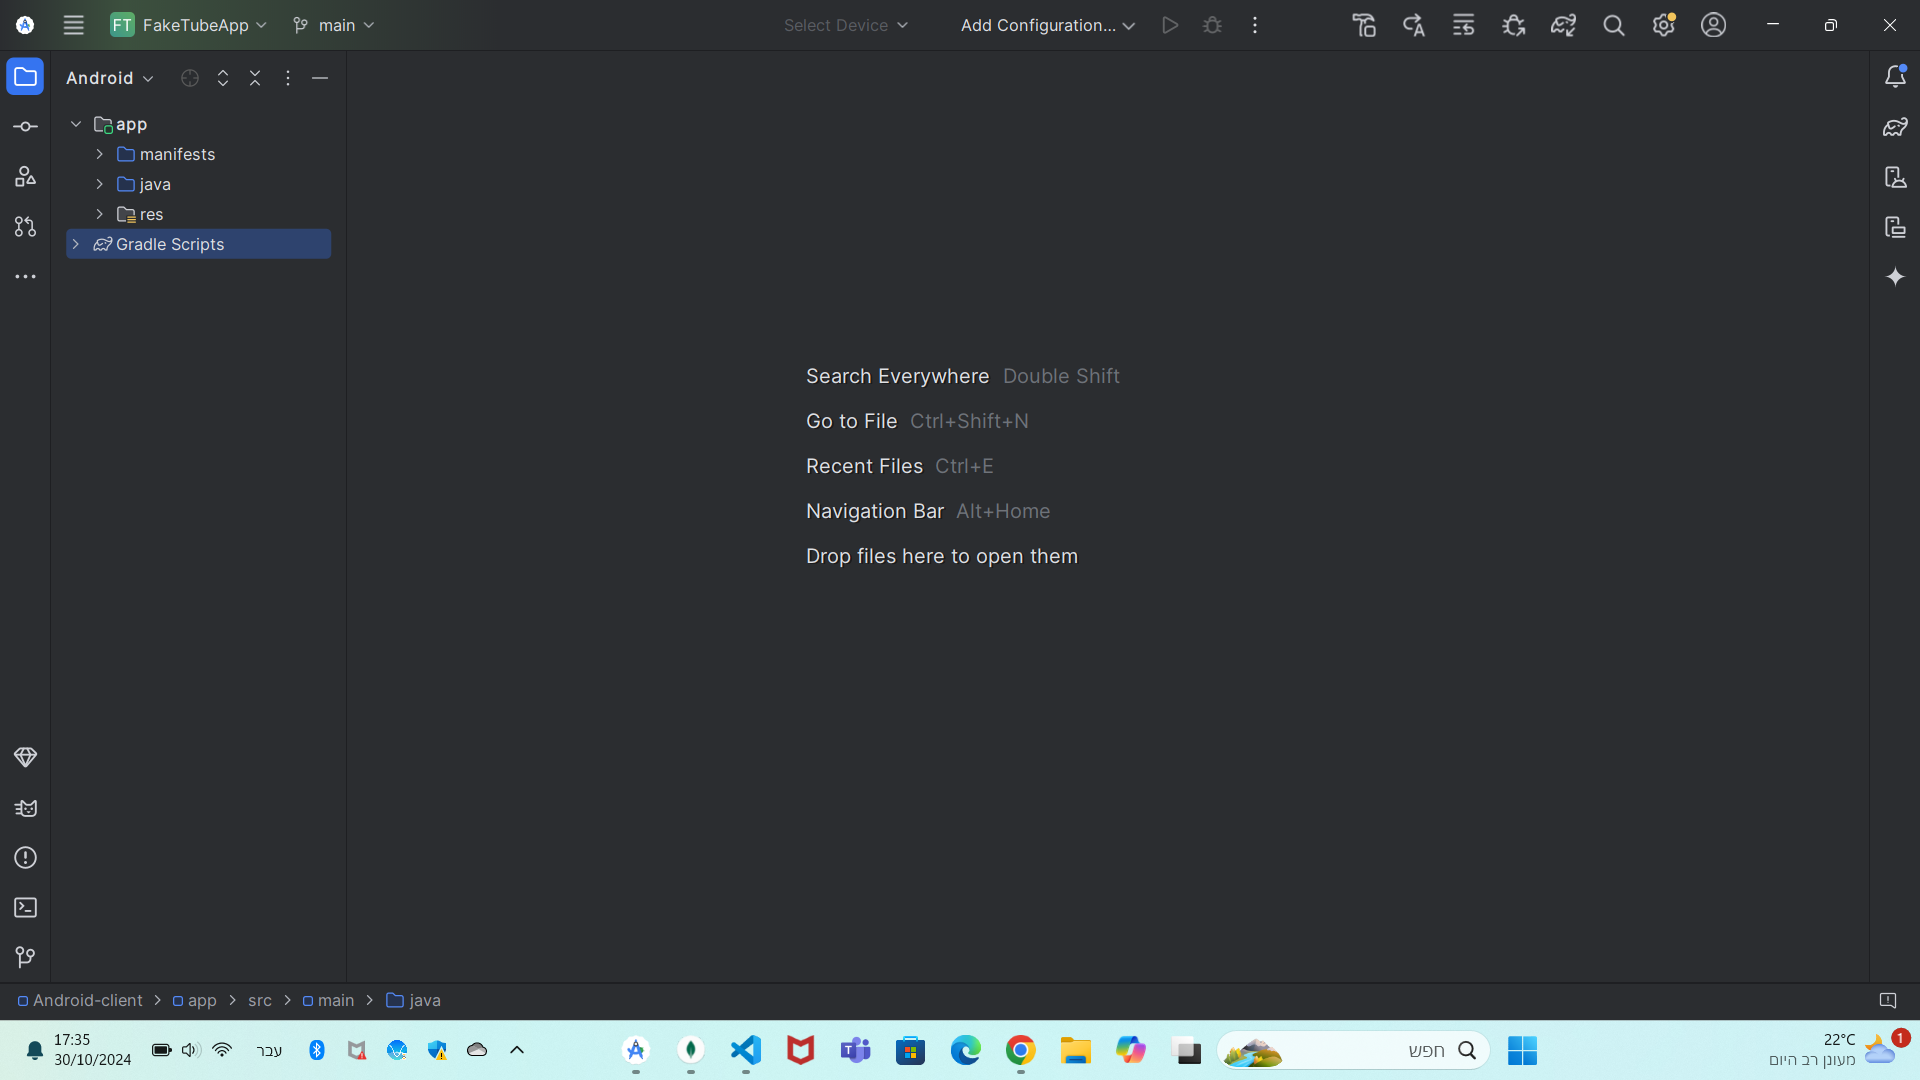 FT FakeTubeApp
main
Select Device
Add Configuration...
Android
app
manifests
java
res
Gradle Scripts
Search Everywhere Double Shift
Go to File Ctrl+Shift+N
Recent Files Ctrl+E
Navigation Bar Alt+Home
Drop files here to open them
Android-client > app > src > main > java
17:35
30/10/2024
עבר
חפש
22°C
מעונן רב היום
1